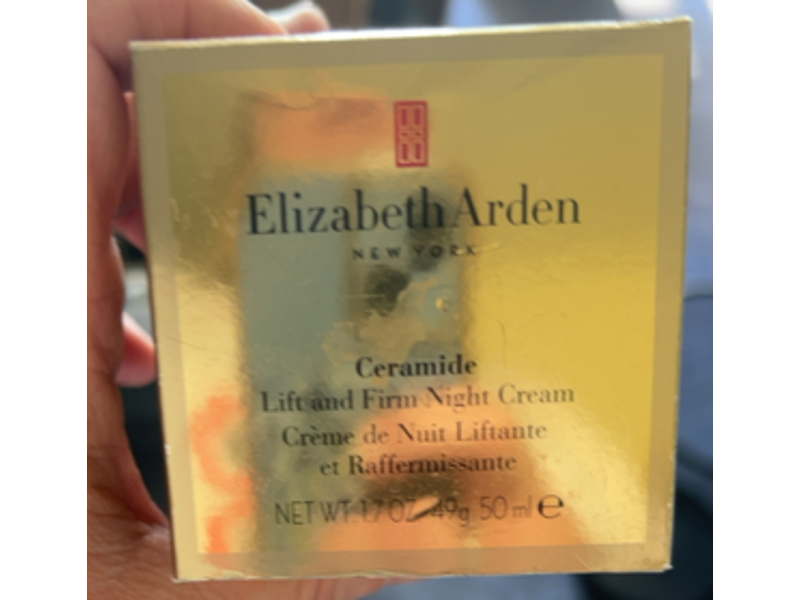 Elizabeth Arden
NEW YORK
Ceramide
Lift and Firm Night Cream
Crème de Nuit Liftante
et Raffermissante
NET WT. 1.7 OZ 49g 50 ml ℮